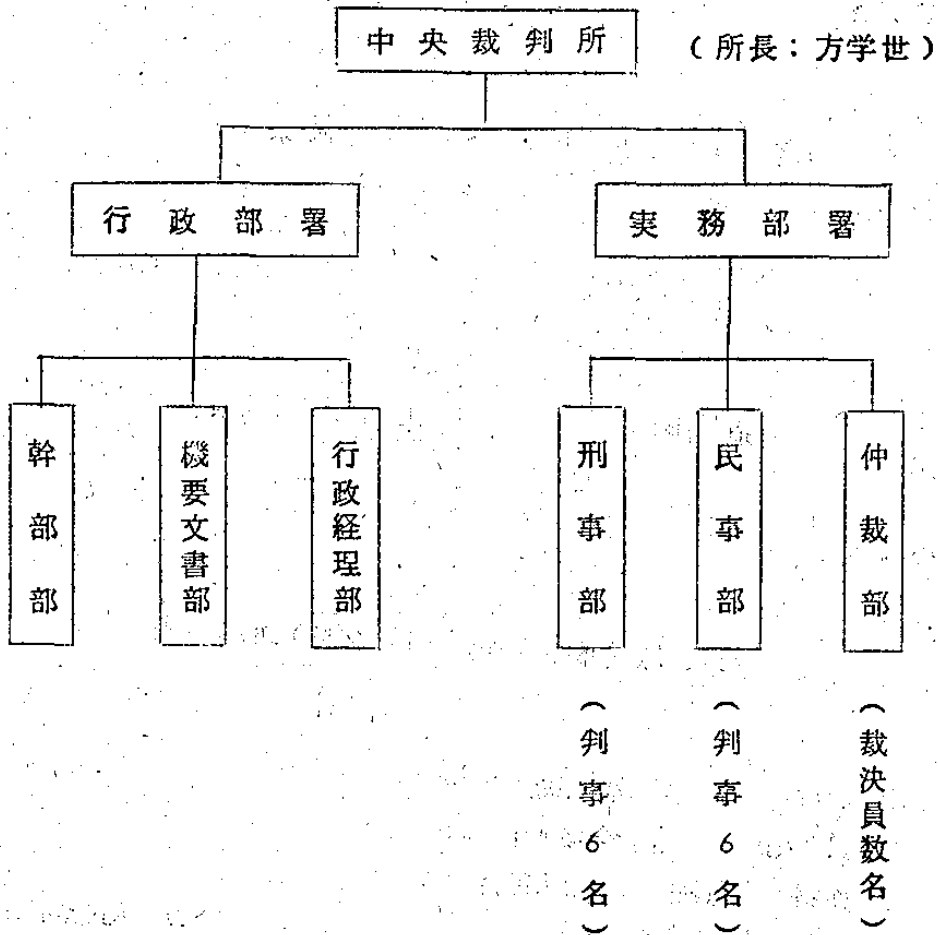 中央裁判所
(所長：方学世)
行政部署
実務部署
幹部部
機要文書部
行政経理部
刑事部
民事部
仲裁部
(判事6名)
(判事6名)
(裁決員数名)